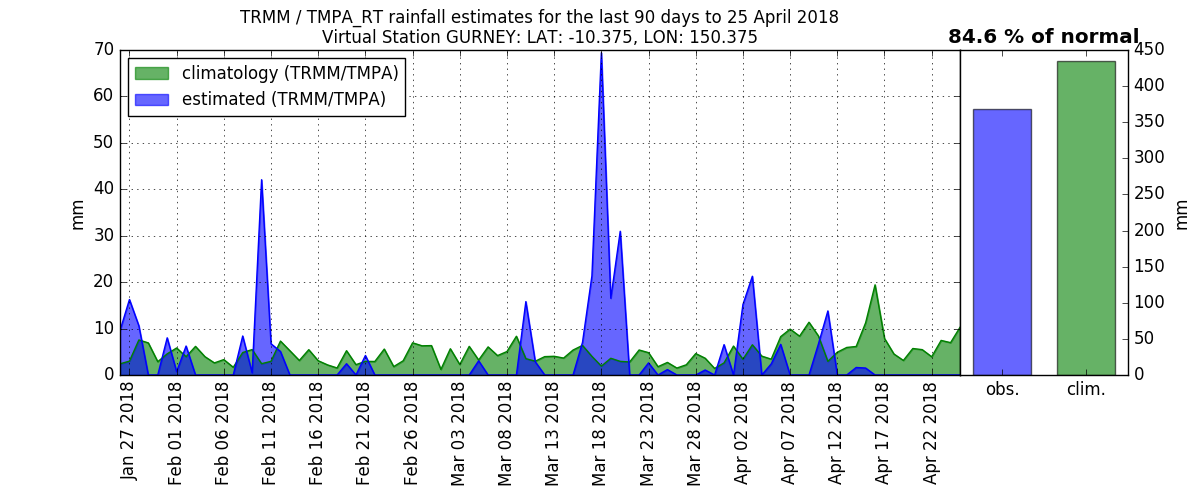 TRMM / TMPA_RT rainfall estimates for the last 90 days to 25 April 2018
Virtual Station GURNEY: LAT: -10.375, LON: 150.375
84.6 % of normal
climatology (TRMM/TMPA)
estimated (TRMM/TMPA)
mm
70
60
50
40
30
20
10
0
Jan 27 2018
Feb 01 2018
Feb 06 2018
Feb 11 2018
Feb 16 2018
Feb 21 2018
Feb 26 2018
Mar 03 2018
Mar 08 2018
Mar 13 2018
Mar 18 2018
Mar 23 2018
Mar 28 2018
Apr 02 2018
Apr 07 2018
Apr 12 2018
Apr 17 2018
Apr 22 2018
450
400
350
300
250
200
150
100
50
0
mm
obs.
clim.